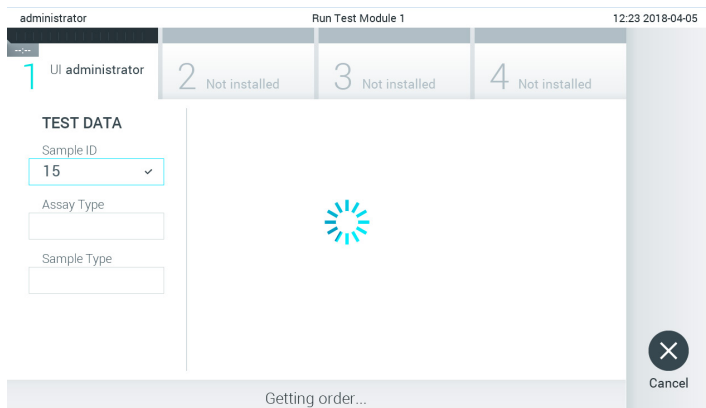 administrator Run Test Module 1 12:23 2018-04-05
--:--
1 UI administrator 2 Not installed 3 Not installed 4 Not installed
TEST DATA
Sample ID
15
Assay Type
Sample Type
Cancel
Getting order...